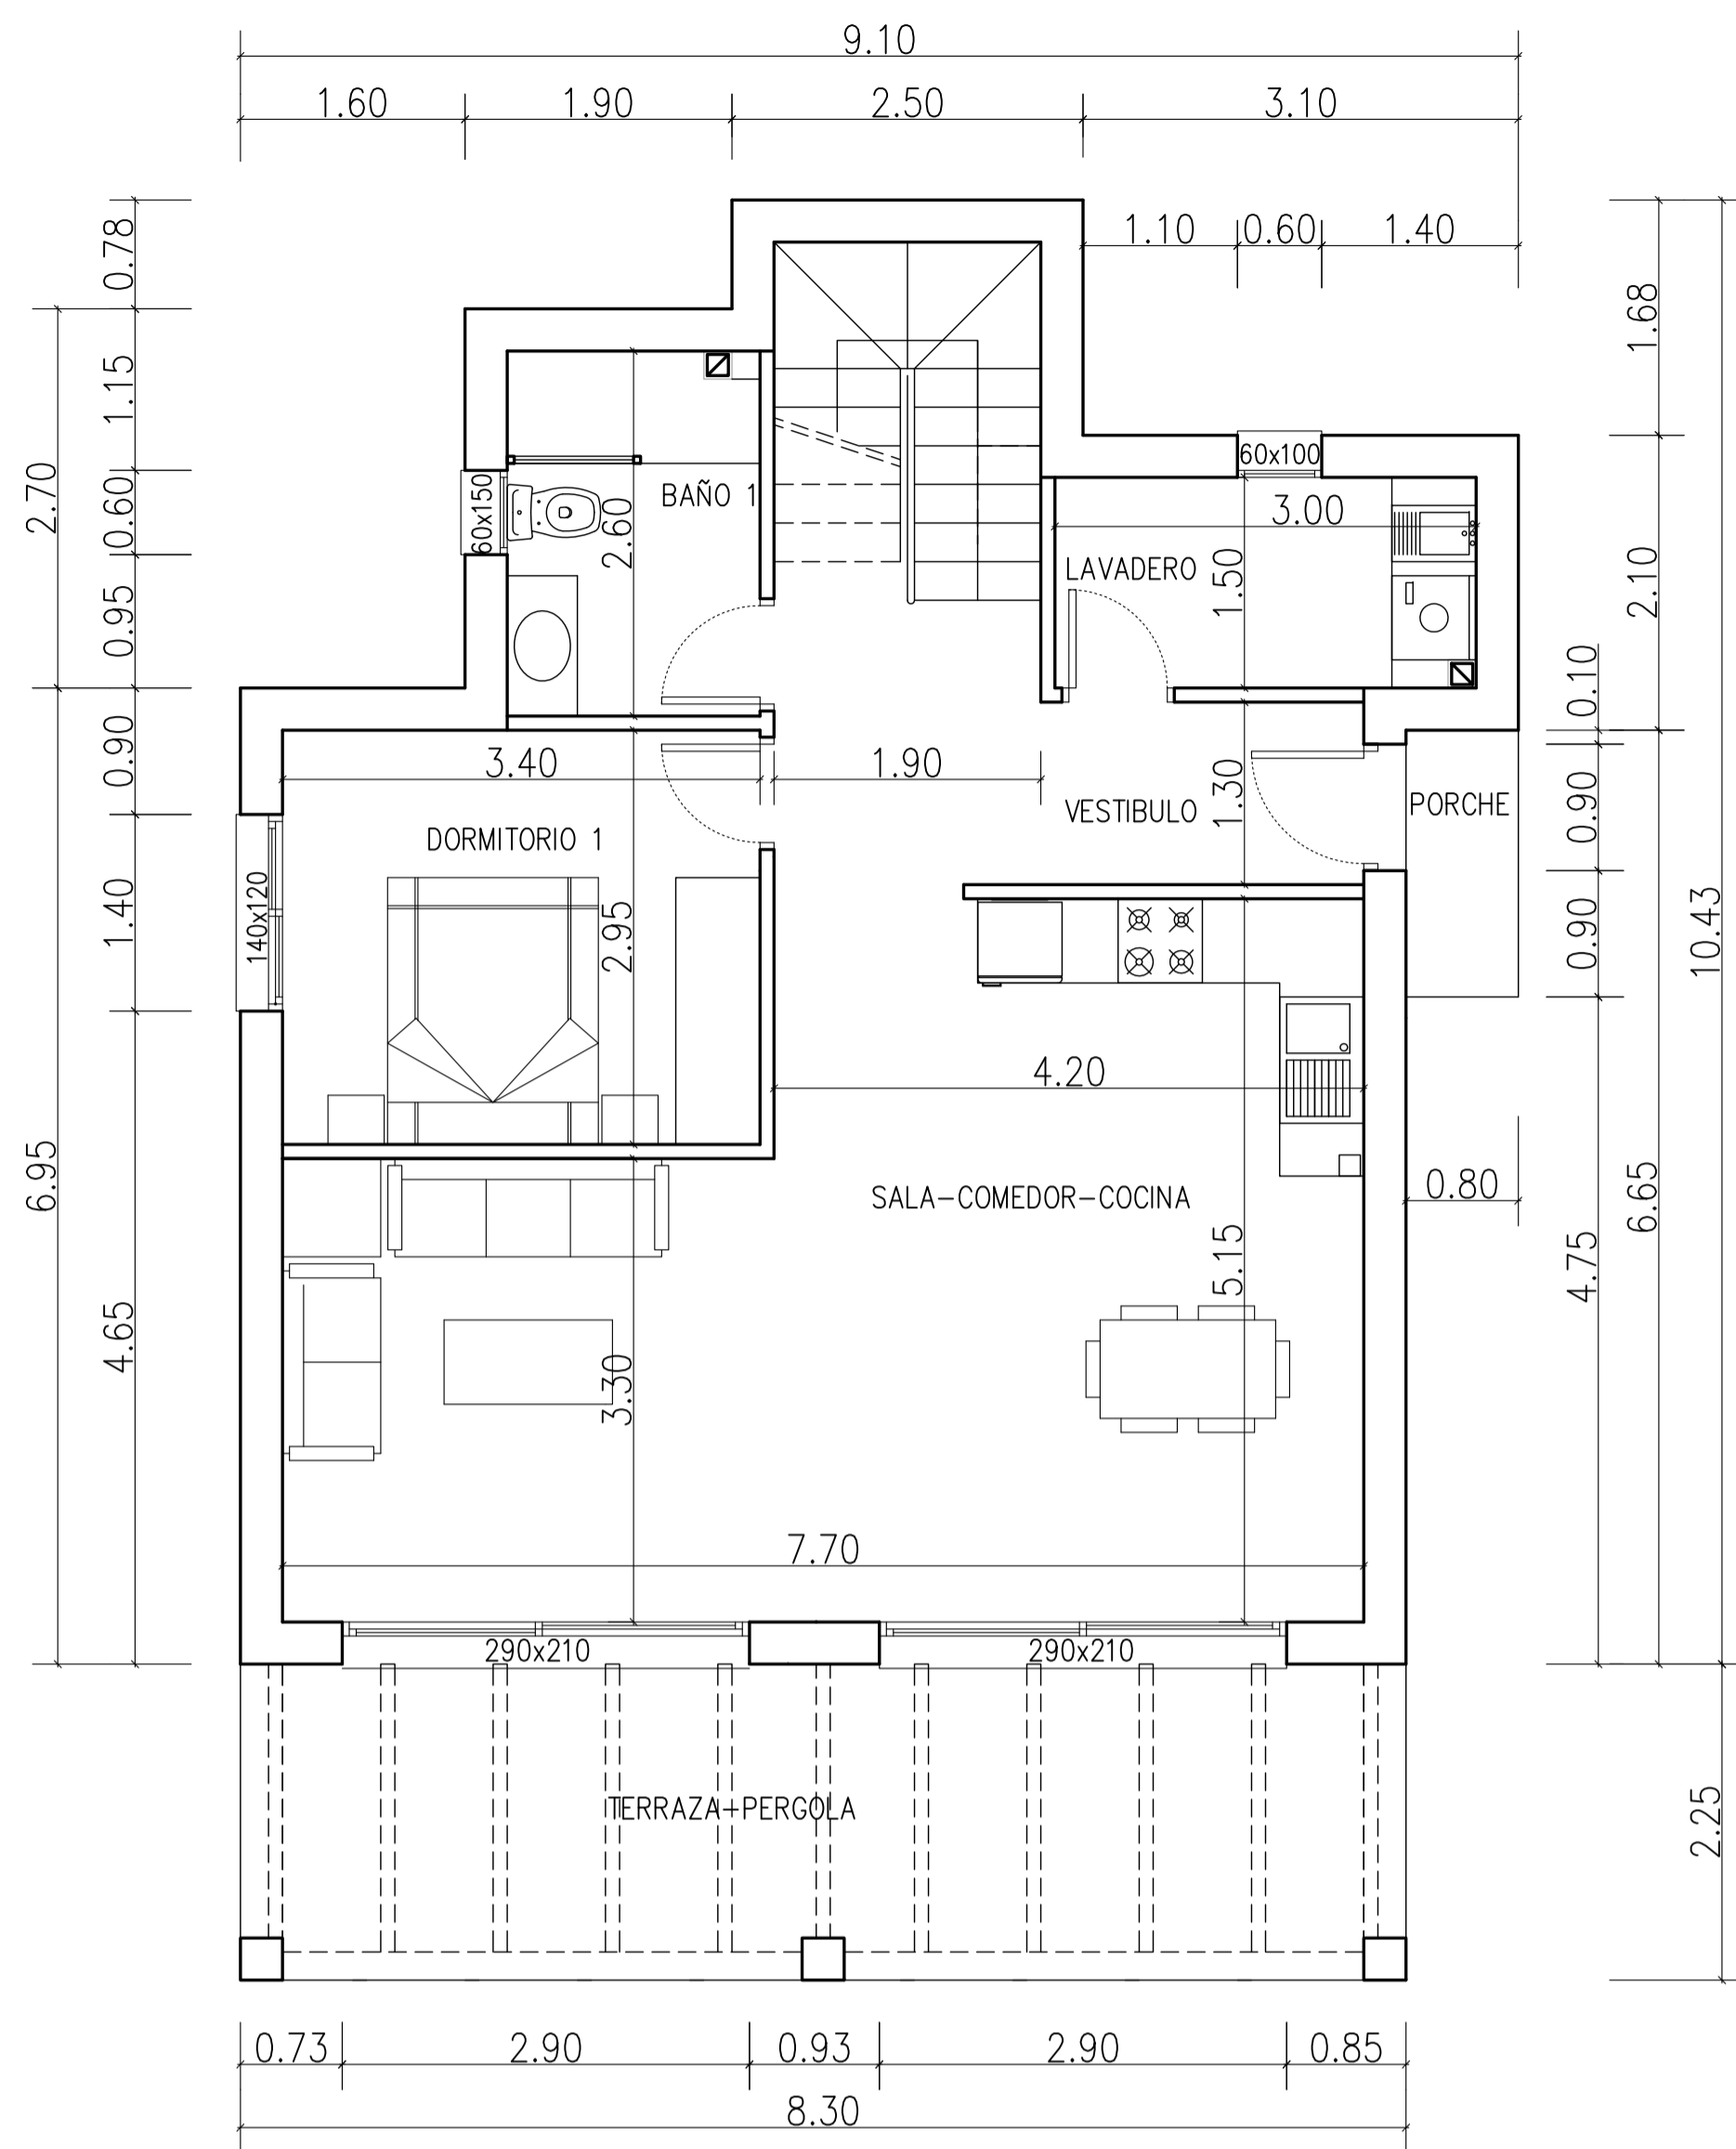 9.10
1.60 1.90 2.50 3.10
1.10 0.60 1.40
0.78
1.15
0.60
0.95
0.90
1.40
4.65
2.70
6.95
1.68
2.10
6.65
0.10
0.90
0.90
4.75
10.43
2.25
60x100
60x150
BAÑO 1
2.60
3.00
LAVADERO
1.50
3.40
1.90
1.30
VESTIBULO
PORCHE
DORMITORIO 1
140x120
2.95
4.20
SALA-COMEDOR-COCINA
0.80
5.15
3.30
7.70
290x210
290x210
TERRAZA+PERGOLA
0.73 2.90 0.93 2.90 0.85
8.30